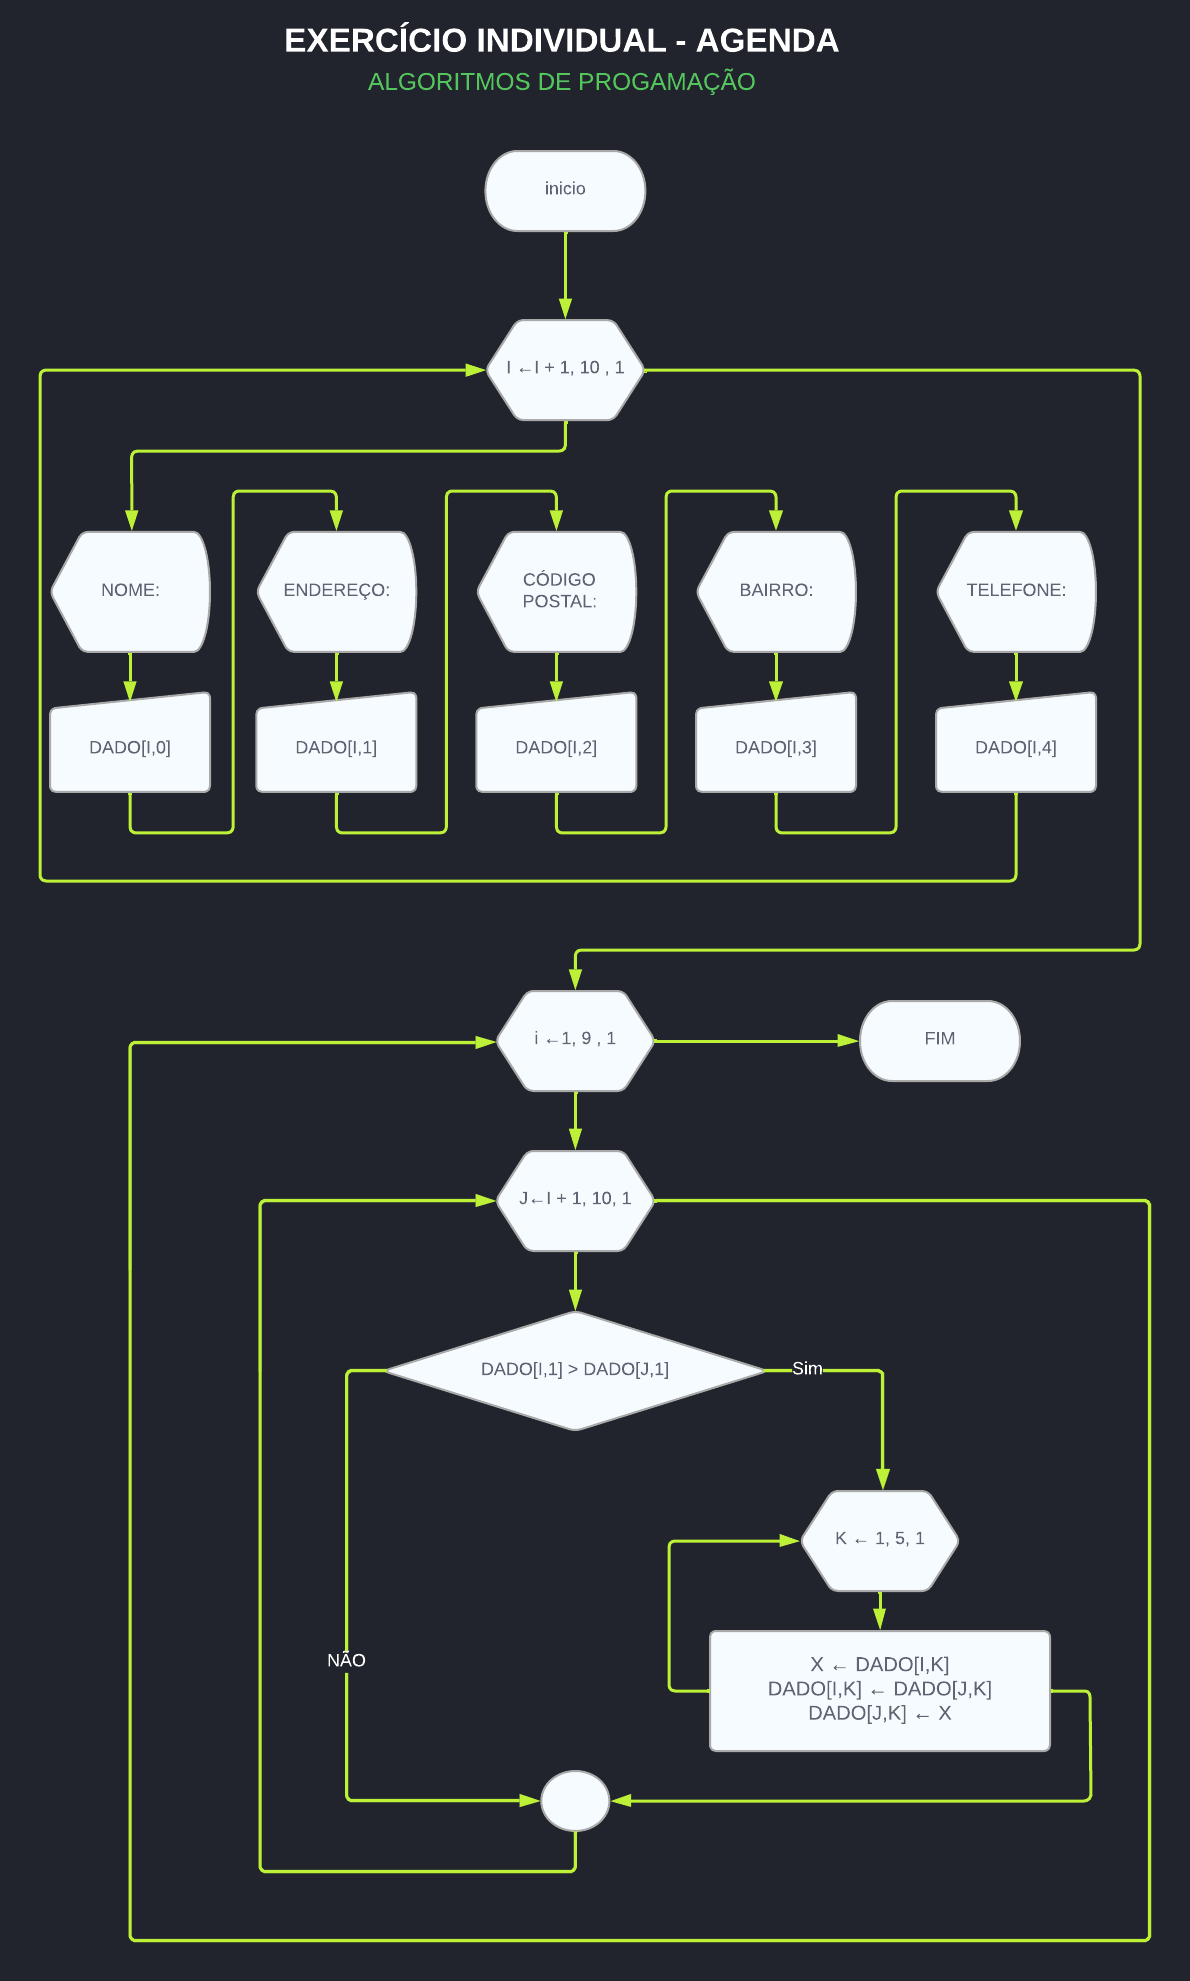 EXERCÍCIO INDIVIDUAL - AGENDA
ALGORITMOS DE PROGAMAÇÃO
inicio
I ←I + 1, 10 , 1
NOME:
ENDEREÇO:
CÓDIGO
POSTAL:
BAIRRO:
TELEFONE:
DADO[I,0]
DADO[I,1]
DADO[I,2]
DADO[I,3]
DADO[I,4]
i ←1, 9 , 1
FIM
J←I + 1, 10, 1
DADO[I,1] > DADO[J,1]
Sim
K ← 1, 5, 1
NÃO
X ← DADO[I,K]
DADO[I,K] ← DADO[J,K]
DADO[J,K] ← X